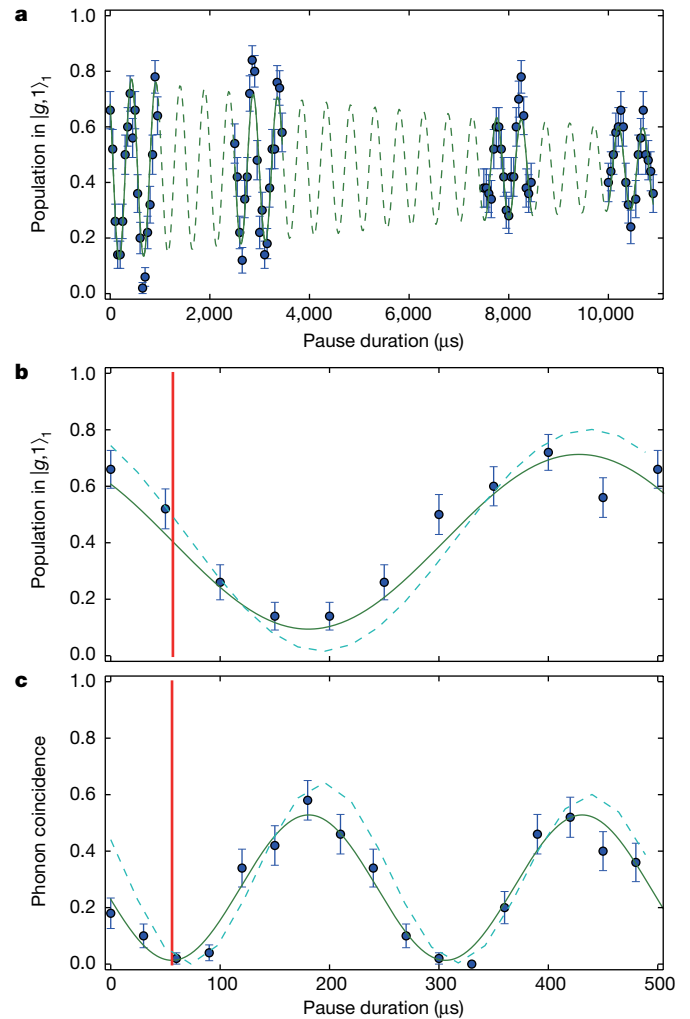 a
1.0
0.8
0.6
0.4
0.2
0.0
Population in |g,1⟩₁
0 2,000 4,000 6,000 8,000 10,000
Pause duration (μs)
b
1.0
0.8
0.6
0.4
0.2
0.0
Population in |g,1⟩₁
c
1.0
0.8
0.6
0.4
0.2
0.0
Phonon coincidence
0 100 200 300 400 500
Pause duration (μs)